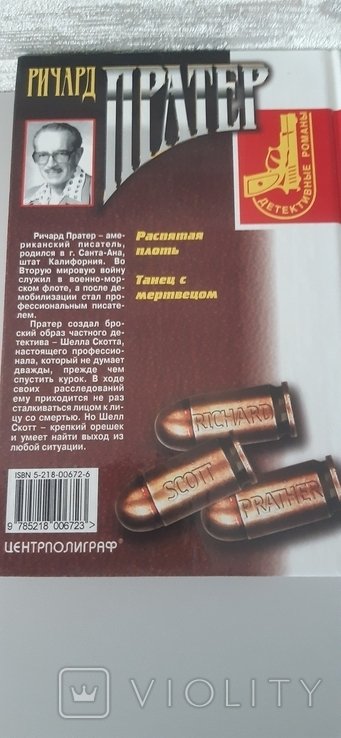 РИЧАРД
ПРАТЕР
ДЕТЕКТИВНЫЕ РОМАНЫ
Ричард Пратер – аме-
риканский писатель,
родился в г. Санта-Ана,
штат Калифорния. Во
Вторую мировую войну
служил в военно-мор-
ском флоте, а после де-
мобилизации стал про-
фессиональным писате-
лем.
Пратер создал бро-
ский образ частного де-
тектива – Шелла Скотта,
настоящего профессио-
нала, который не думает
дважды, прежде чем
спустить курок. В ходе
своих расследований
ему приходится не раз
сталкиваться лицом к ли-
цу со смертью. Но Шелл
Скотт – крепкий орешек
и умеет найти выход из
любой ситуации.
Распятая
плоть
Танец с
мертвецом
RICHARD
SCOTT
PRATHER
ISBN 5-218-00672-6
9 785218 006723 >
ЦЕНТРПОЛИГРАФ®
VIOLITY